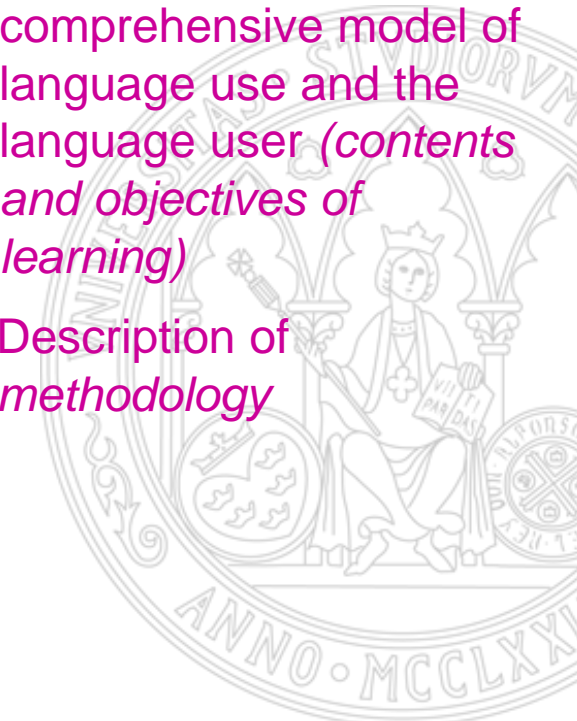 comprehensive model of
language use and the
language user (contents
and objectives of
learning)
Description of
methodology
ANNO · MCCLXX